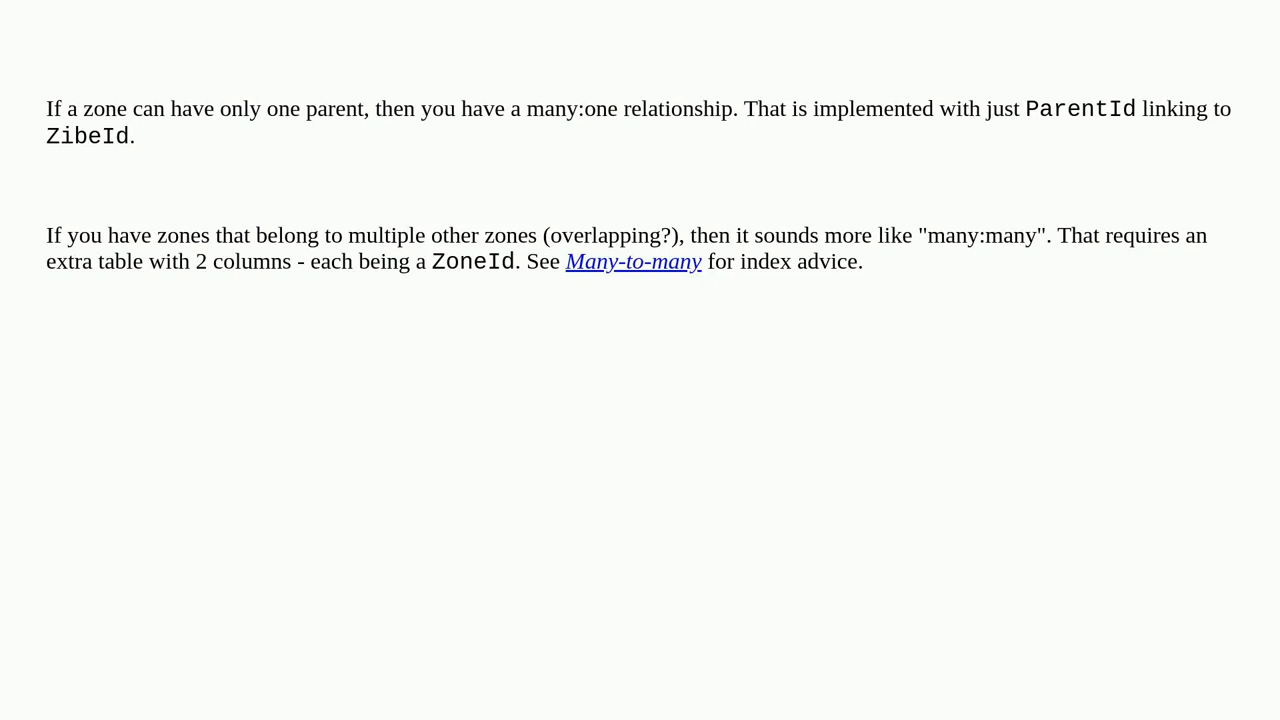 If a zone can have only one parent, then you have a many:one relationship. That is implemented with just ParentId linking to
ZibeId.
If you have zones that belong to multiple other zones (overlapping?), then it sounds more like "many:many". That requires an
extra table with 2 columns - each being a ZoneId. See Many-to-many for index advice.